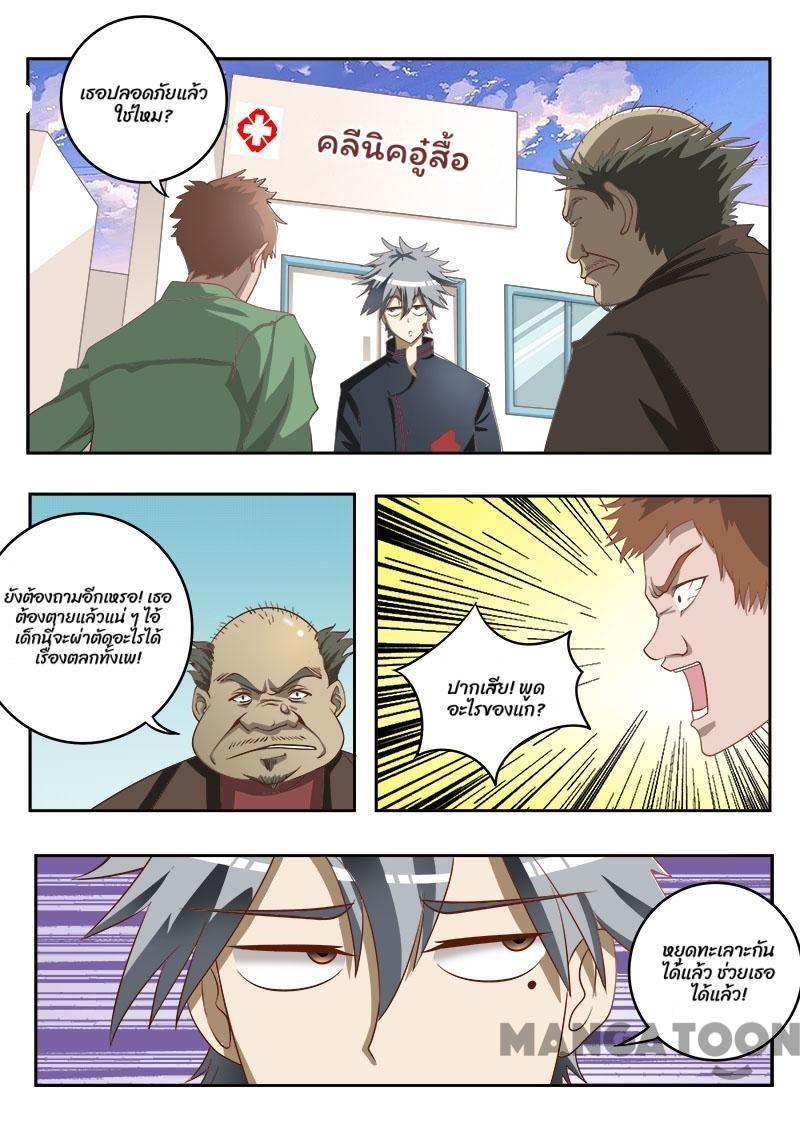 เธอปลอดภัยแล้ว
ใช่ไหม?
คลีนิคอู๋สื้อ
ยังต้องถามอีกเหรอ! เธอ
ต้องตายแล้วแน่ ๆ ไอ้
เด็กนี่จะผ่าตัดอะไรได้
เรื่องตลกทั้งเพ!
ปากเสีย! พูด
อะไรของแก?
หยุดทะเลาะกัน
ได้แล้ว ช่วยเธอ
ได้แล้ว!
MANGATOON